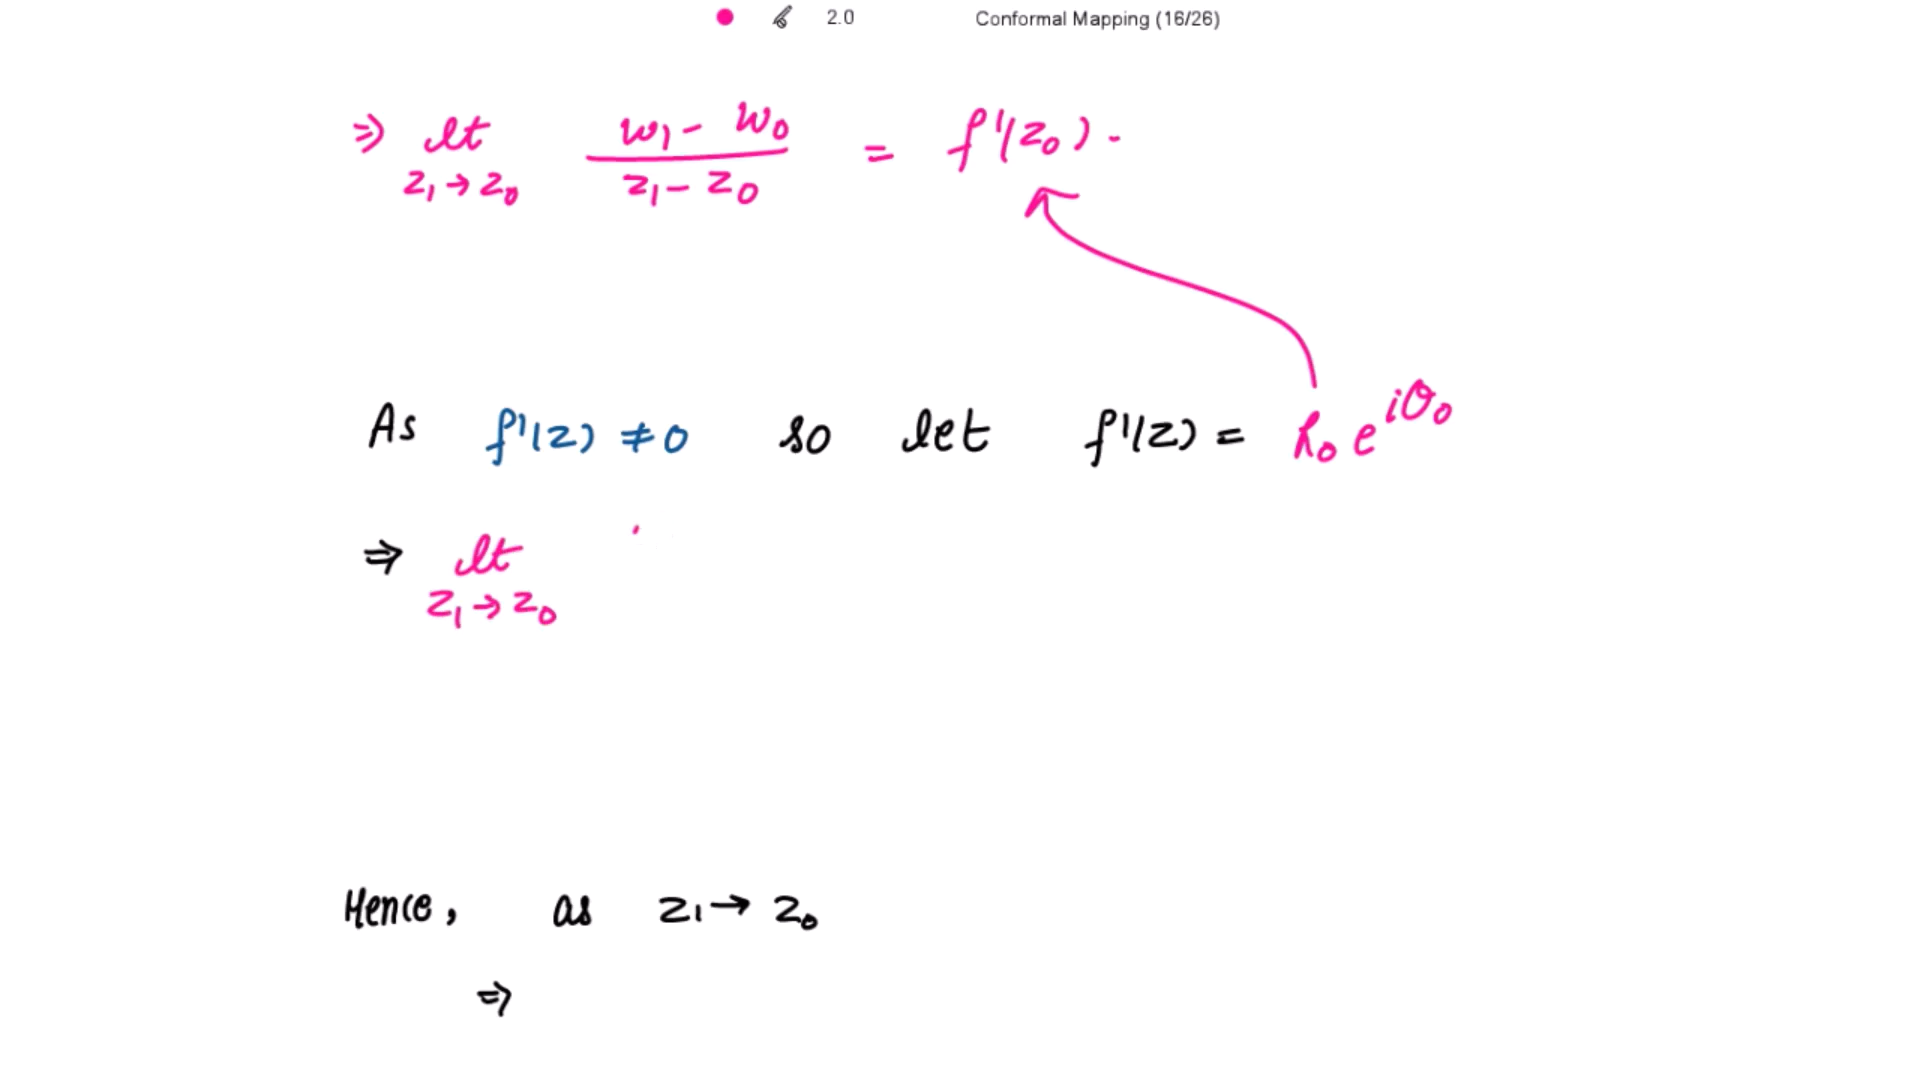 2.0 Conformal Mapping (16/26)
⇒ lt w₁ - w₀ = f'(z₀).
z₁→z₀ z₁ - z₀
As f'(z) ≠ 0 so let f'(z) = r₀ e^{iθ₀}
⇒ lt
z₁→z₀
Hence, as z₁→ z₀
⇒